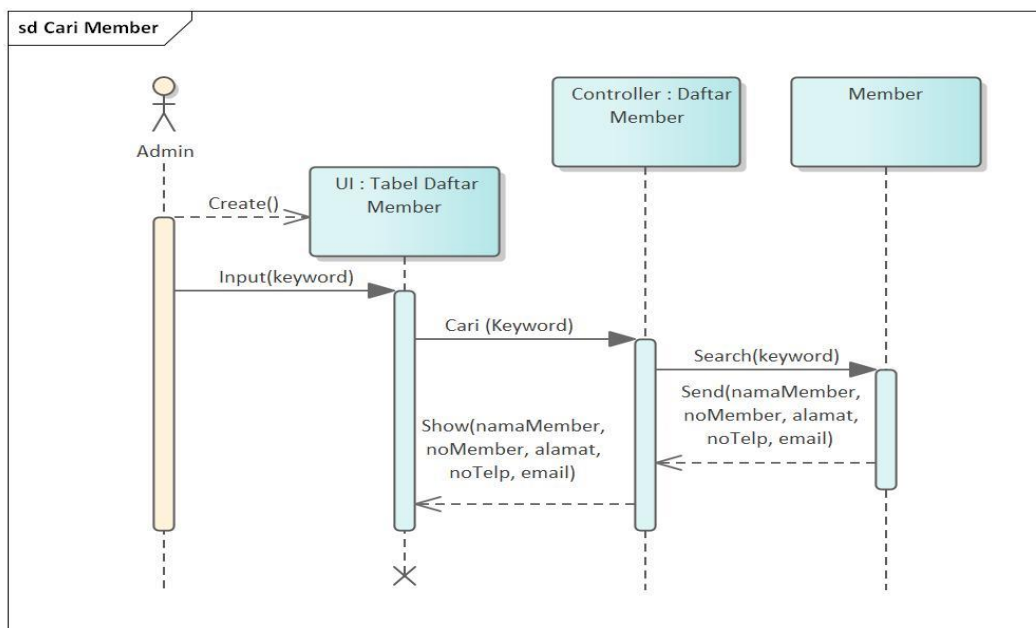 sd Cari Member
Admin
Controller : Daftar
Member
Member
UI : Tabel Daftar
Member
Create()
Input(keyword)
Cari (Keyword)
Search(keyword)
Send(namaMember,
noMember, alamat,
noTelp, email)
Show(namaMember,
noMember, alamat,
noTelp, email)